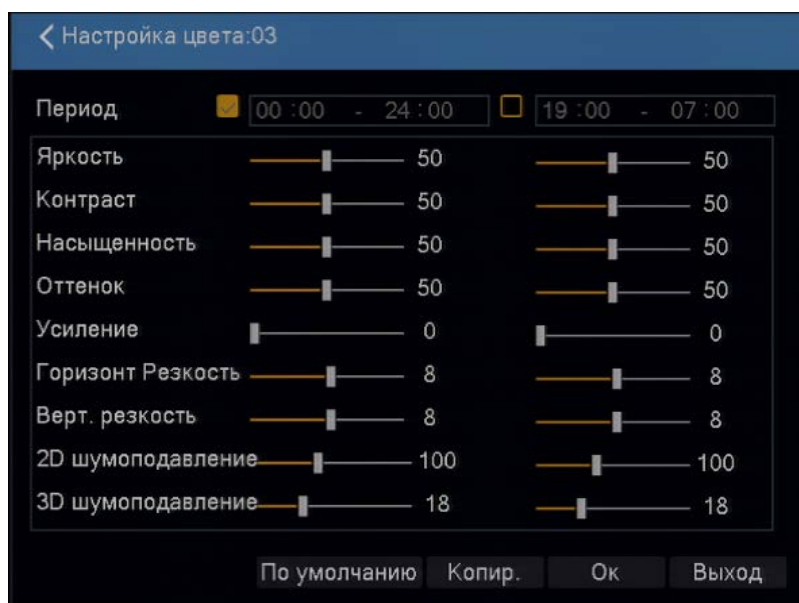 Настройка цвета:03
Период 00:00 - 24:00 19:00 - 07:00
Яркость 50 50
Контраст 50 50
Насыщенность 50 50
Оттенок 50 50
Усиление 0 0
Горизонт Резкость 8 8
Верт. резкость 8 8
2D шумоподавление 100 100
3D шумоподавление 18 18
По умолчанию Копир. Ок Выход